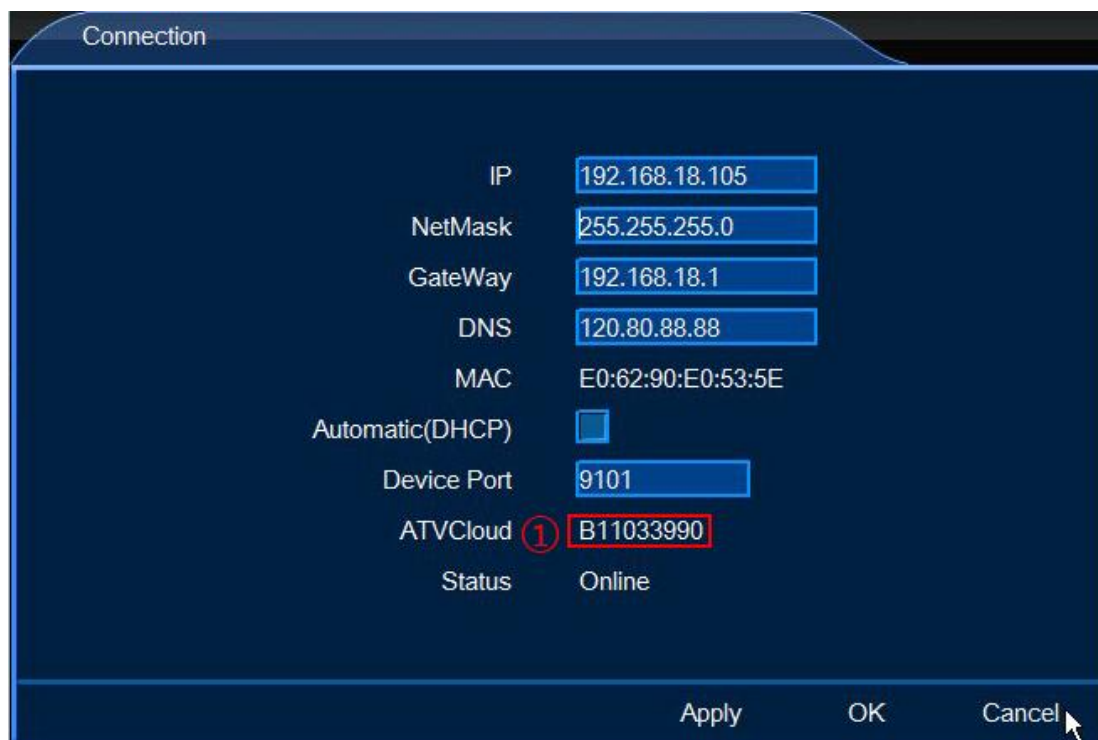 Connection
IP 192.168.18.105
NetMask 255.255.255.0
GateWay 192.168.18.1
DNS 120.80.88.88
MAC E0:62:90:E0:53:5E
Automatic(DHCP)
Device Port 9101
ATVCloud ① B11033990
Status Online
Apply OK Cancel